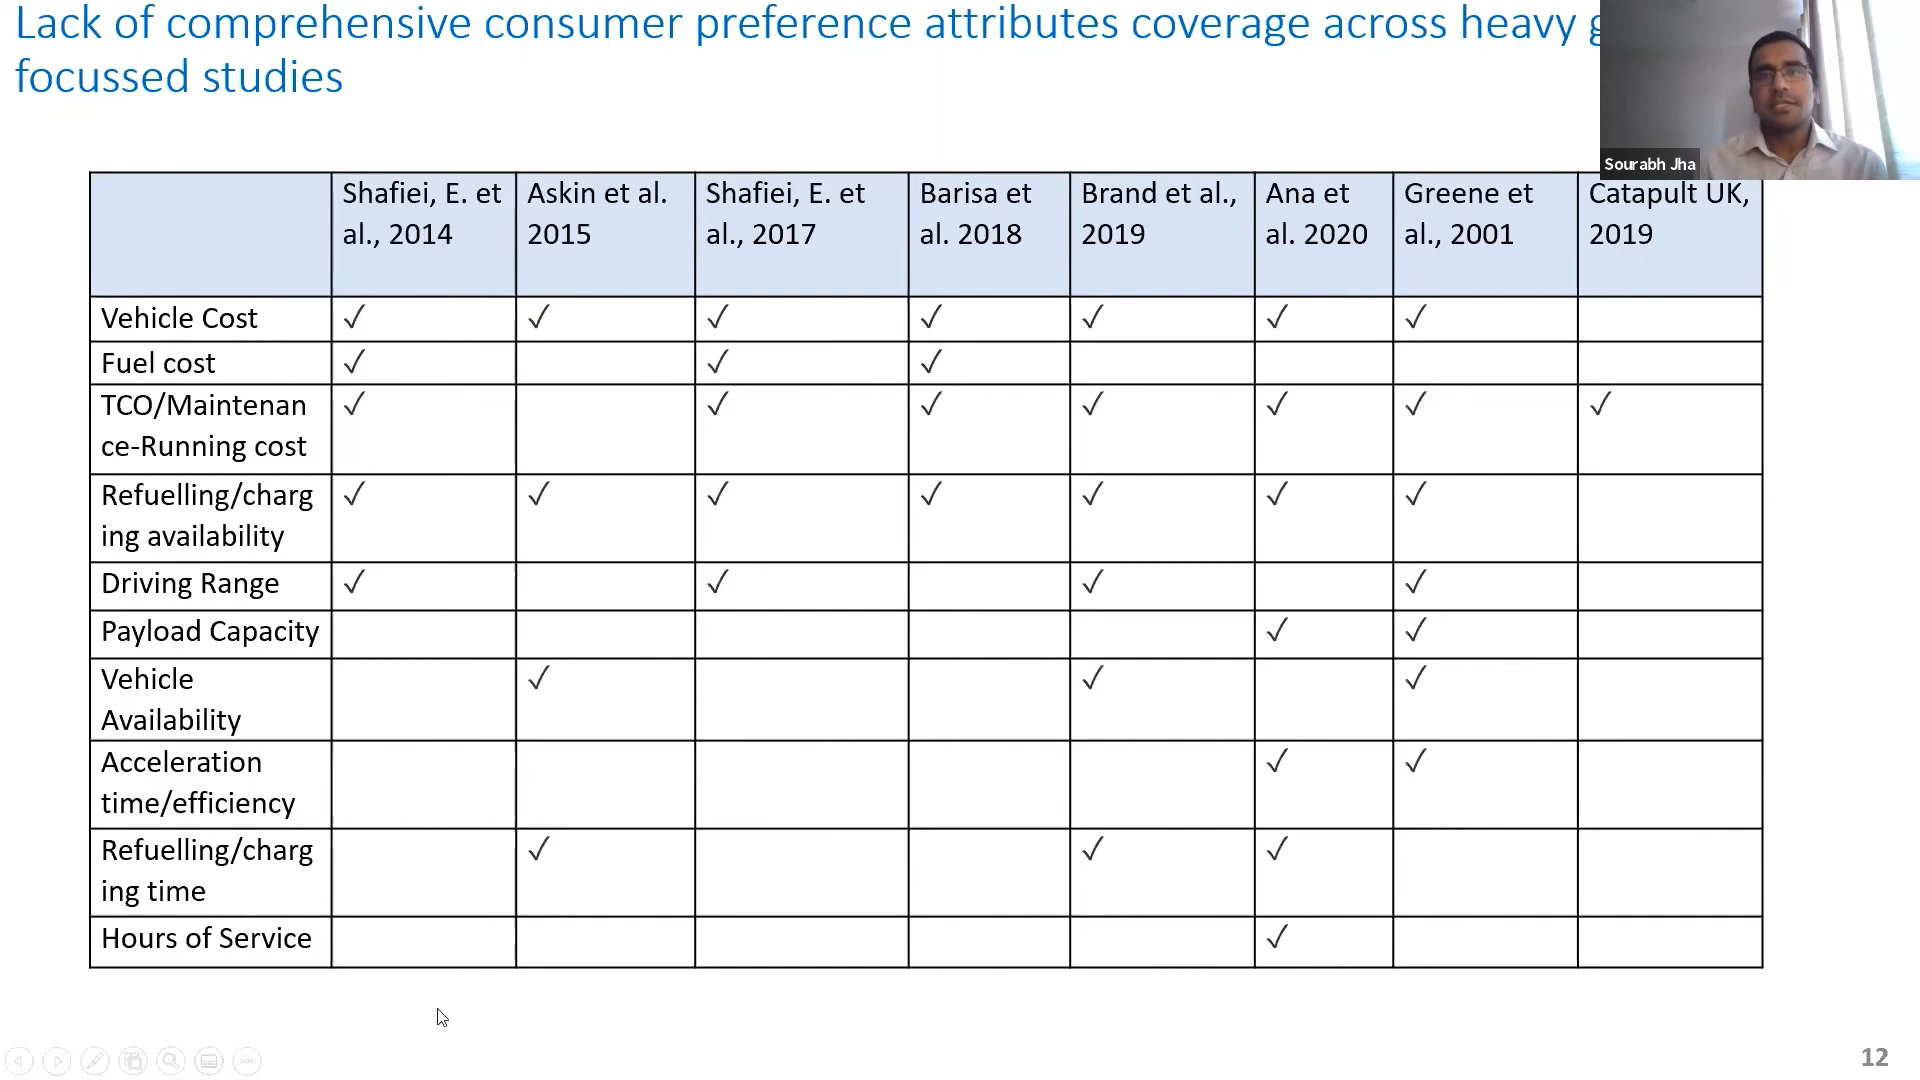 Lack of comprehensive consumer preference attributes coverage across heavy
focussed studies
Sourabh Jha
Shafiei, E. et
al., 2014
Askin et al.
2015
Shafiei, E. et
al., 2017
Barisa et
al. 2018
Brand et al.,
2019
Ana et
al. 2020
Greene et
al., 2001
Catapult UK,
2019
Vehicle Cost ✓ ✓ ✓ ✓ ✓ ✓ ✓
Fuel cost ✓ ✓ ✓
TCO/Maintenan ✓ ✓ ✓ ✓ ✓ ✓ ✓
ce-Running cost
Refuelling/charg ✓ ✓ ✓ ✓ ✓ ✓ ✓
ing availability
Driving Range ✓ ✓ ✓ ✓
Payload Capacity ✓ ✓
Vehicle ✓ ✓ ✓
Availability
Acceleration ✓ ✓
time/efficiency
Refuelling/charg ✓ ✓ ✓
ing time
Hours of Service ✓
12